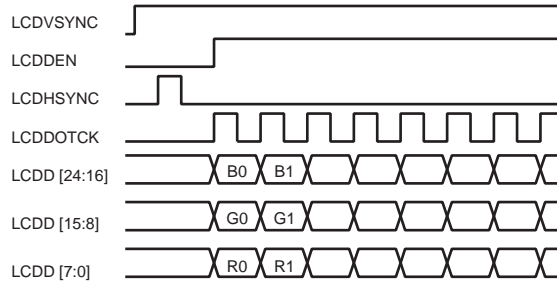 LCDVSYNC
LCDDEN
LCDHSYNC
LCDDOTCK
LCDD [24:16] B0 B1
LCDD [15:8] G0 G1
LCDD [7:0] R0 R1